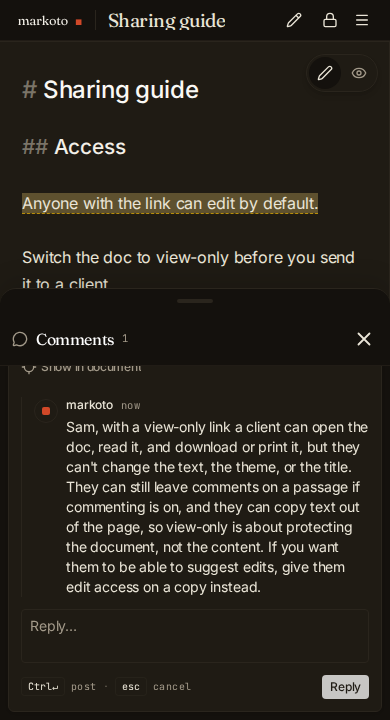 markoto
Sharing guide
# Sharing guide
## Access
Anyone with the link can edit by default.
Switch the doc to view-only before you send
it to a client
Comments 1
Show in document
markoto now
Sam, with a view-only link a client can open the
doc, read it, and download or print it, but they
can't change the text, the theme, or the title.
They can still leave comments on a passage if
commenting is on, and they can copy text out
of the page, so view-only is about protecting
the document, not the content. If you want
them to be able to suggest edits, give them
edit access on a copy instead.
Reply...
Ctrl↵ post · esc cancel
Reply